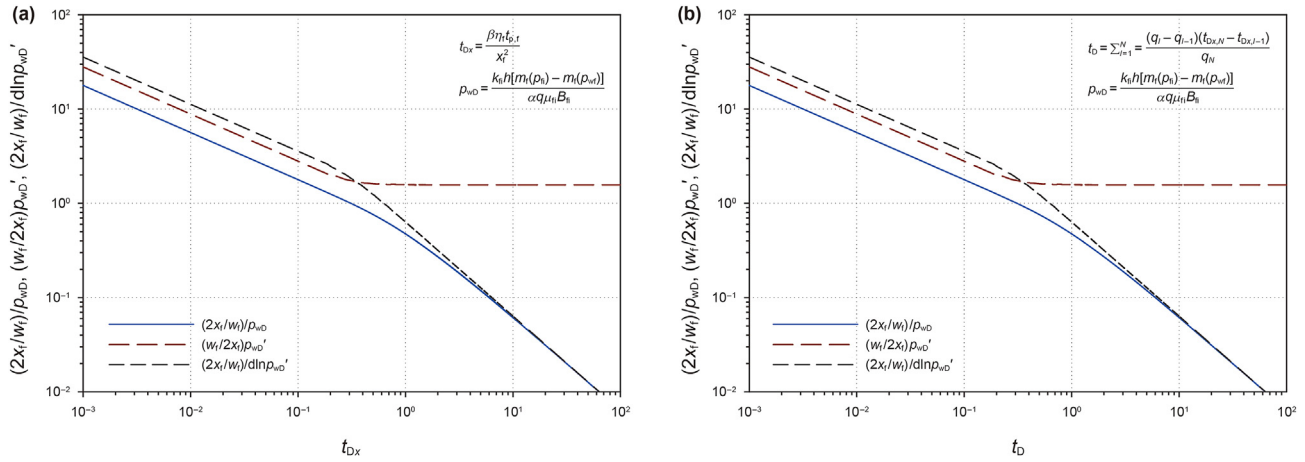 (a)
(2x_f/w_f)/p_wD, (w_f/2x_f)p_wD′, (2x_f/w_f)/dlnp_wD′
10²
10¹
10⁰
10⁻¹
10⁻²
t_Dx = βη_f t_p,f / x_f²
p_wD = k_fi h[m_f(p_fi) − m_f(p_wf)] / αqμ_fi B_fi
(2x_f/w_f)/p_wD
(w_f/2x_f)p_wD′
(2x_f/w_f)/dlnp_wD′
10⁻³ 10⁻² 10⁻¹ 10⁰ 10¹ 10²
t_Dx
(b)
(2x_f/w_f)/p_wD, (w_f/2x_f)p_wD′, (2x_f/w_f)/dlnp_wD′
10²
10¹
10⁰
10⁻¹
10⁻²
t_D = Σ_{I=1}^{N} = (q_I − q_{I−1})(t_Dx,N − t_Dx,I−1) / q_N
p_wD = k_fi h[m_f(p_fi) − m_f(p_wf)] / αqμ_fi B_fi
(2x_f/w_f)/p_wD
(w_f/2x_f)p_wD′
(2x_f/w_f)/dlnp_wD′
10⁻³ 10⁻² 10⁻¹ 10⁰ 10¹ 10²
t_D